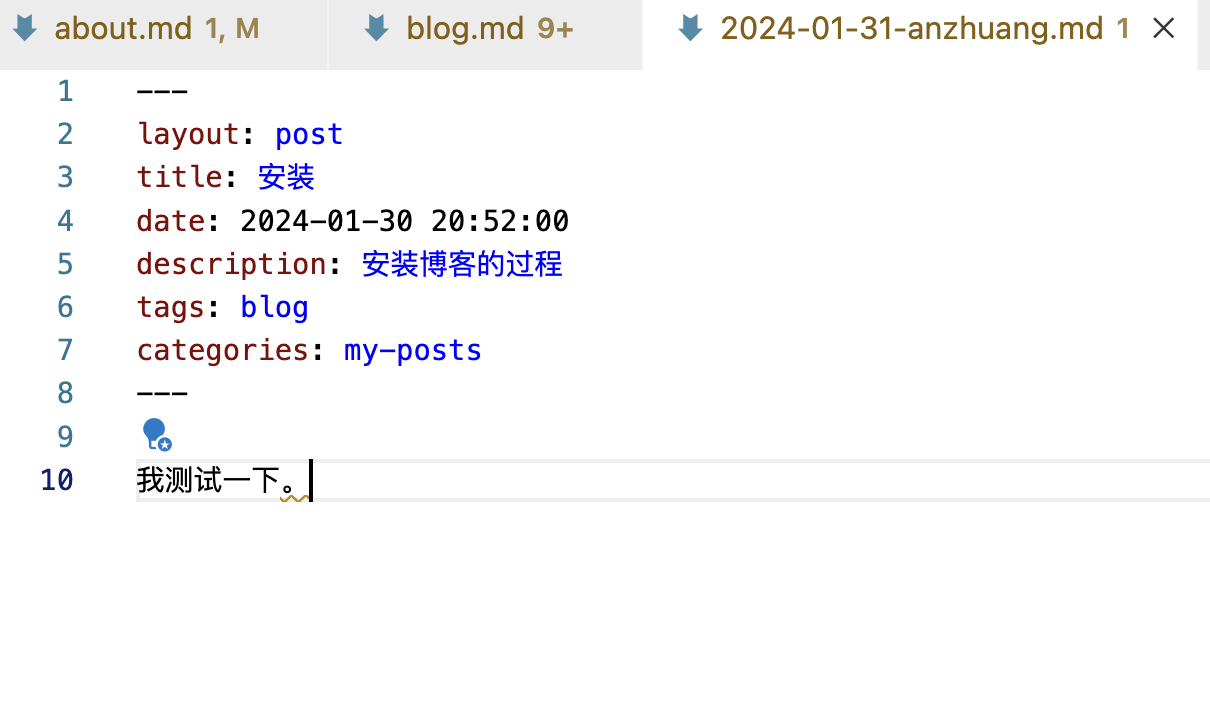 about.md 1, M blog.md 9+ 2024-01-31-anzhuang.md 1
1 ---
2 layout: post
3 title: 安装
4 date: 2024-01-30 20:52:00
5 description: 安装博客的过程
6 tags: blog
7 categories: my-posts
8 ---
9
10 我测试一下。